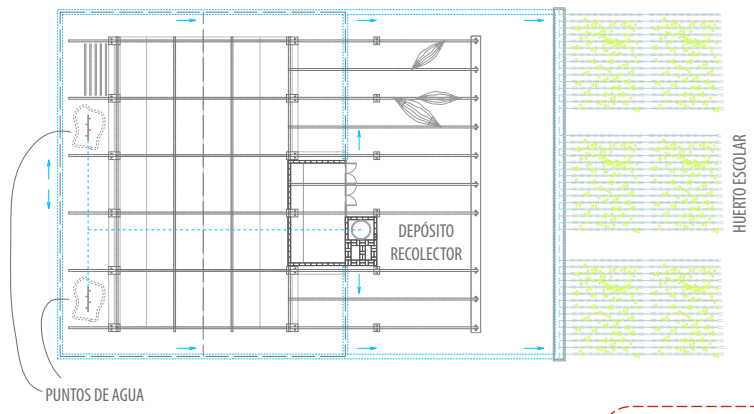 DEPÓSITO
RECOLECTOR
HUERTO ESCOLAR
PUNTOS DE AGUA